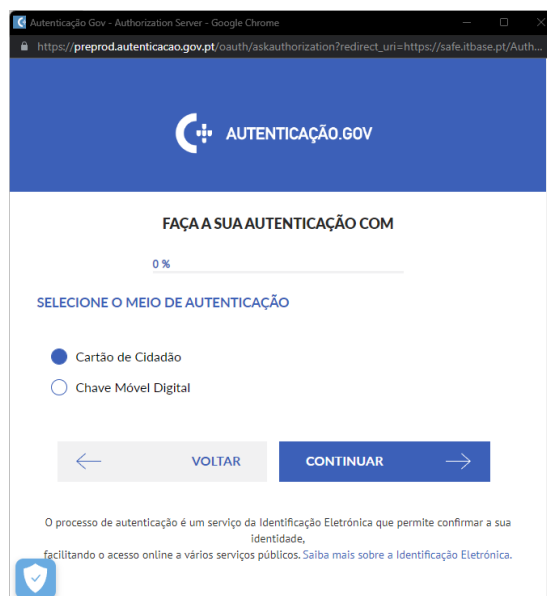 Autenticação Gov - Authorization Server - Google Chrome
https://preprod.autenticacao.gov.pt/oauth/askauthorization?redirect_uri=https://safe.itbase.pt/Auth...
AUTENTICAÇÃO.GOV
FAÇA A SUA AUTENTICAÇÃO COM
0 %
SELECIONE O MEIO DE AUTENTICAÇÃO
Cartão de Cidadão
Chave Móvel Digital
VOLTAR
CONTINUAR
O processo de autenticação é um serviço da Identificação Eletrónica que permite confirmar a sua
identidade,
facilitando o acesso online a vários serviços públicos. Saiba mais sobre a Identificação Eletrónica.